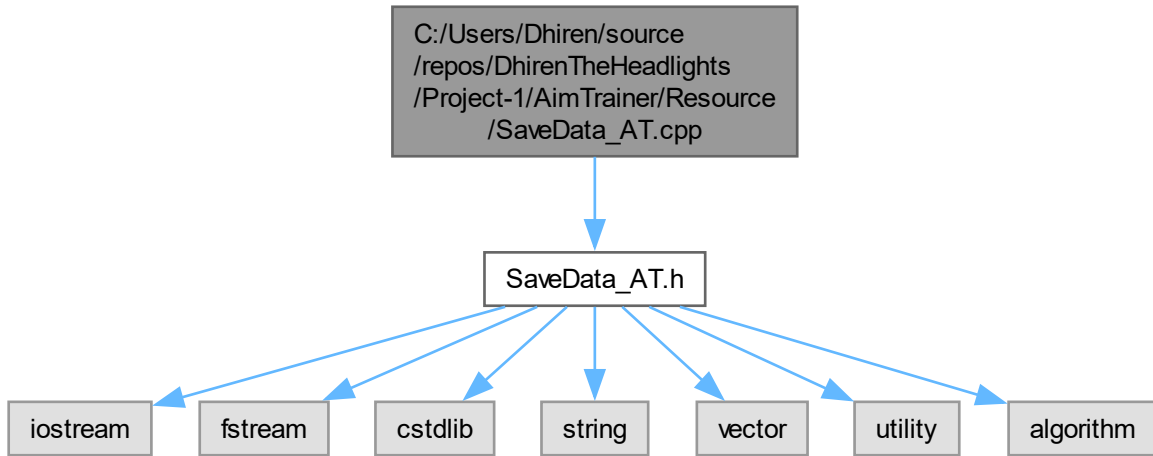 C:/Users/Dhiren/source
/repos/DhirenTheHeadlights
/Project-1/AimTrainer/Resource
/SaveData_AT.cpp
SaveData_AT.h
iostream
fstream
cstdlib
string
vector
utility
algorithm